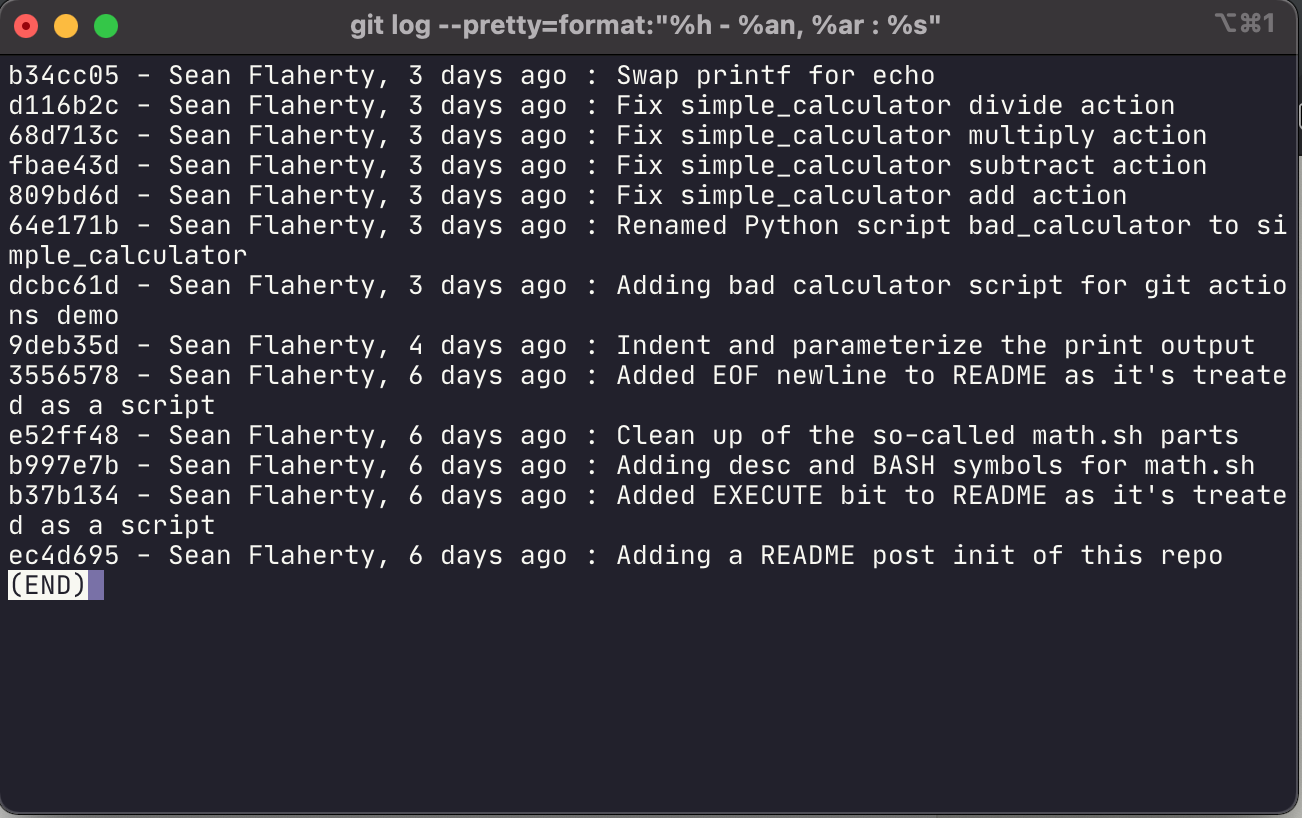 git log --pretty=format:"%h - %an, %ar : %s"
⌥⌘1
b34cc05 - Sean Flaherty, 3 days ago : Swap printf for echo
d116b2c - Sean Flaherty, 3 days ago : Fix simple_calculator divide action
68d713c - Sean Flaherty, 3 days ago : Fix simple_calculator multiply action
fbae43d - Sean Flaherty, 3 days ago : Fix simple_calculator subtract action
809bd6d - Sean Flaherty, 3 days ago : Fix simple_calculator add action
64e171b - Sean Flaherty, 3 days ago : Renamed Python script bad_calculator to si
mple_calculator
dcbc61d - Sean Flaherty, 3 days ago : Adding bad calculator script for git actio
ns demo
9deb35d - Sean Flaherty, 4 days ago : Indent and parameterize the print output
3556578 - Sean Flaherty, 6 days ago : Added EOF newline to README as it's treate
d as a script
e52ff48 - Sean Flaherty, 6 days ago : Clean up of the so-called math.sh parts
b997e7b - Sean Flaherty, 6 days ago : Adding desc and BASH symbols for math.sh
b37b134 - Sean Flaherty, 6 days ago : Added EXECUTE bit to README as it's treate
d as a script
ec4d695 - Sean Flaherty, 6 days ago : Adding a README post init of this repo
(END)